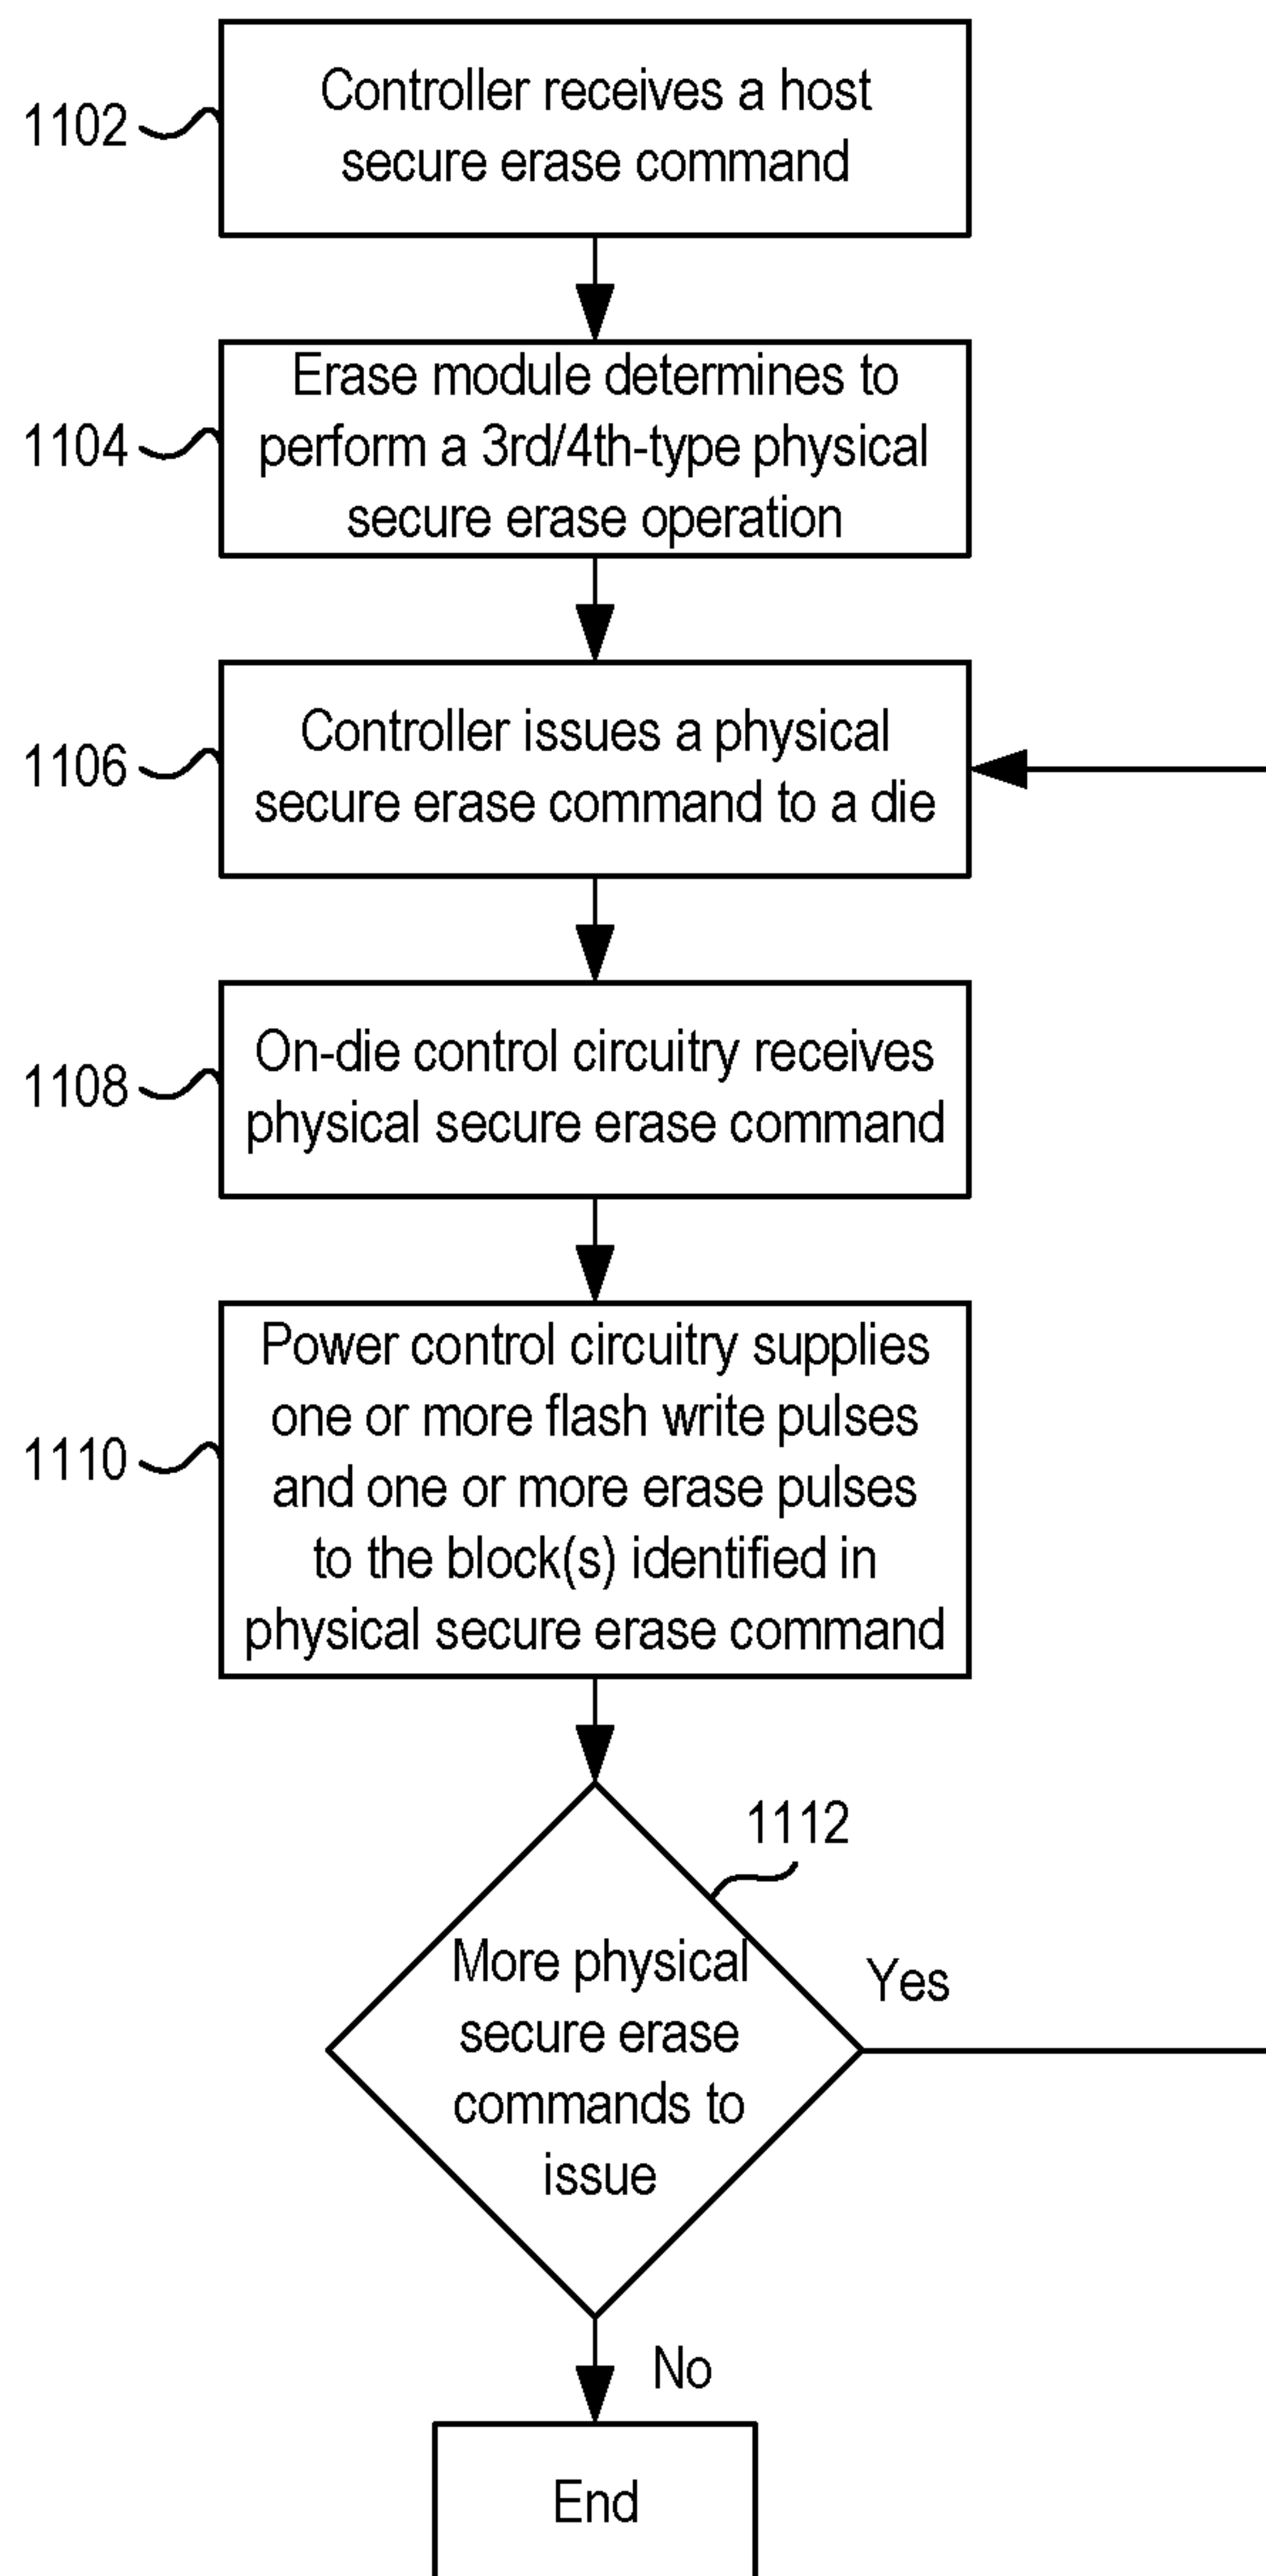 1102
Controller receives a host
secure erase command
1104
Erase module determines to
perform a 3rd/4th-type physical
secure erase operation
1106
Controller issues a physical
secure erase command to a die
1108
On-die control circuitry receives
physical secure erase command
1110
Power control circuitry supplies
one or more flash write pulses
and one or more erase pulses
to the block(s) identified in
physical secure erase command
1112
More physical
secure erase
commands to
issue
Yes
No
End